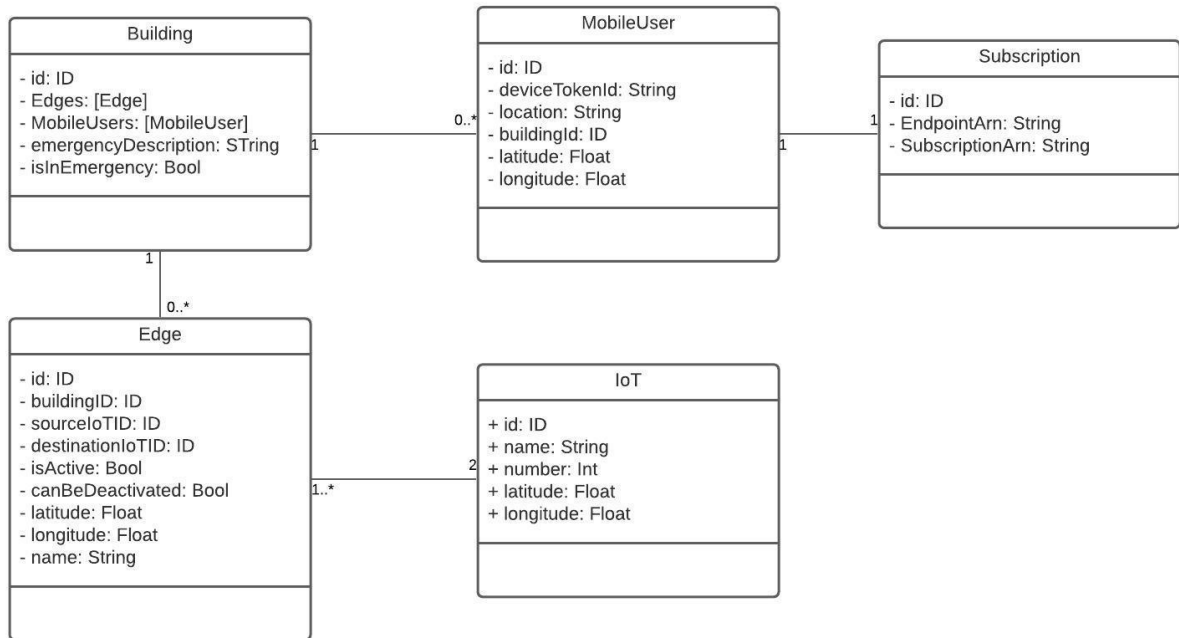 Building
- id: ID
- Edges: [Edge]
- MobileUsers: [MobileUser]
- emergencyDescription: STring
- isInEmergency: Bool
1
0..*
MobileUser
- id: ID
- deviceTokenId: String
- location: String
- buildingId: ID
- latitude: Float
- longitude: Float
1
1
Subscription
- id: ID
- EndpointArn: String
- SubscriptionArn: String
1
0..*
Edge
- id: ID
- buildingID: ID
- sourceIoTID: ID
- destinationIoTID: ID
- isActive: Bool
- canBeDeactivated: Bool
- latitude: Float
- longitude: Float
- name: String
1..*
2
IoT
+ id: ID
+ name: String
+ number: Int
+ latitude: Float
+ longitude: Float